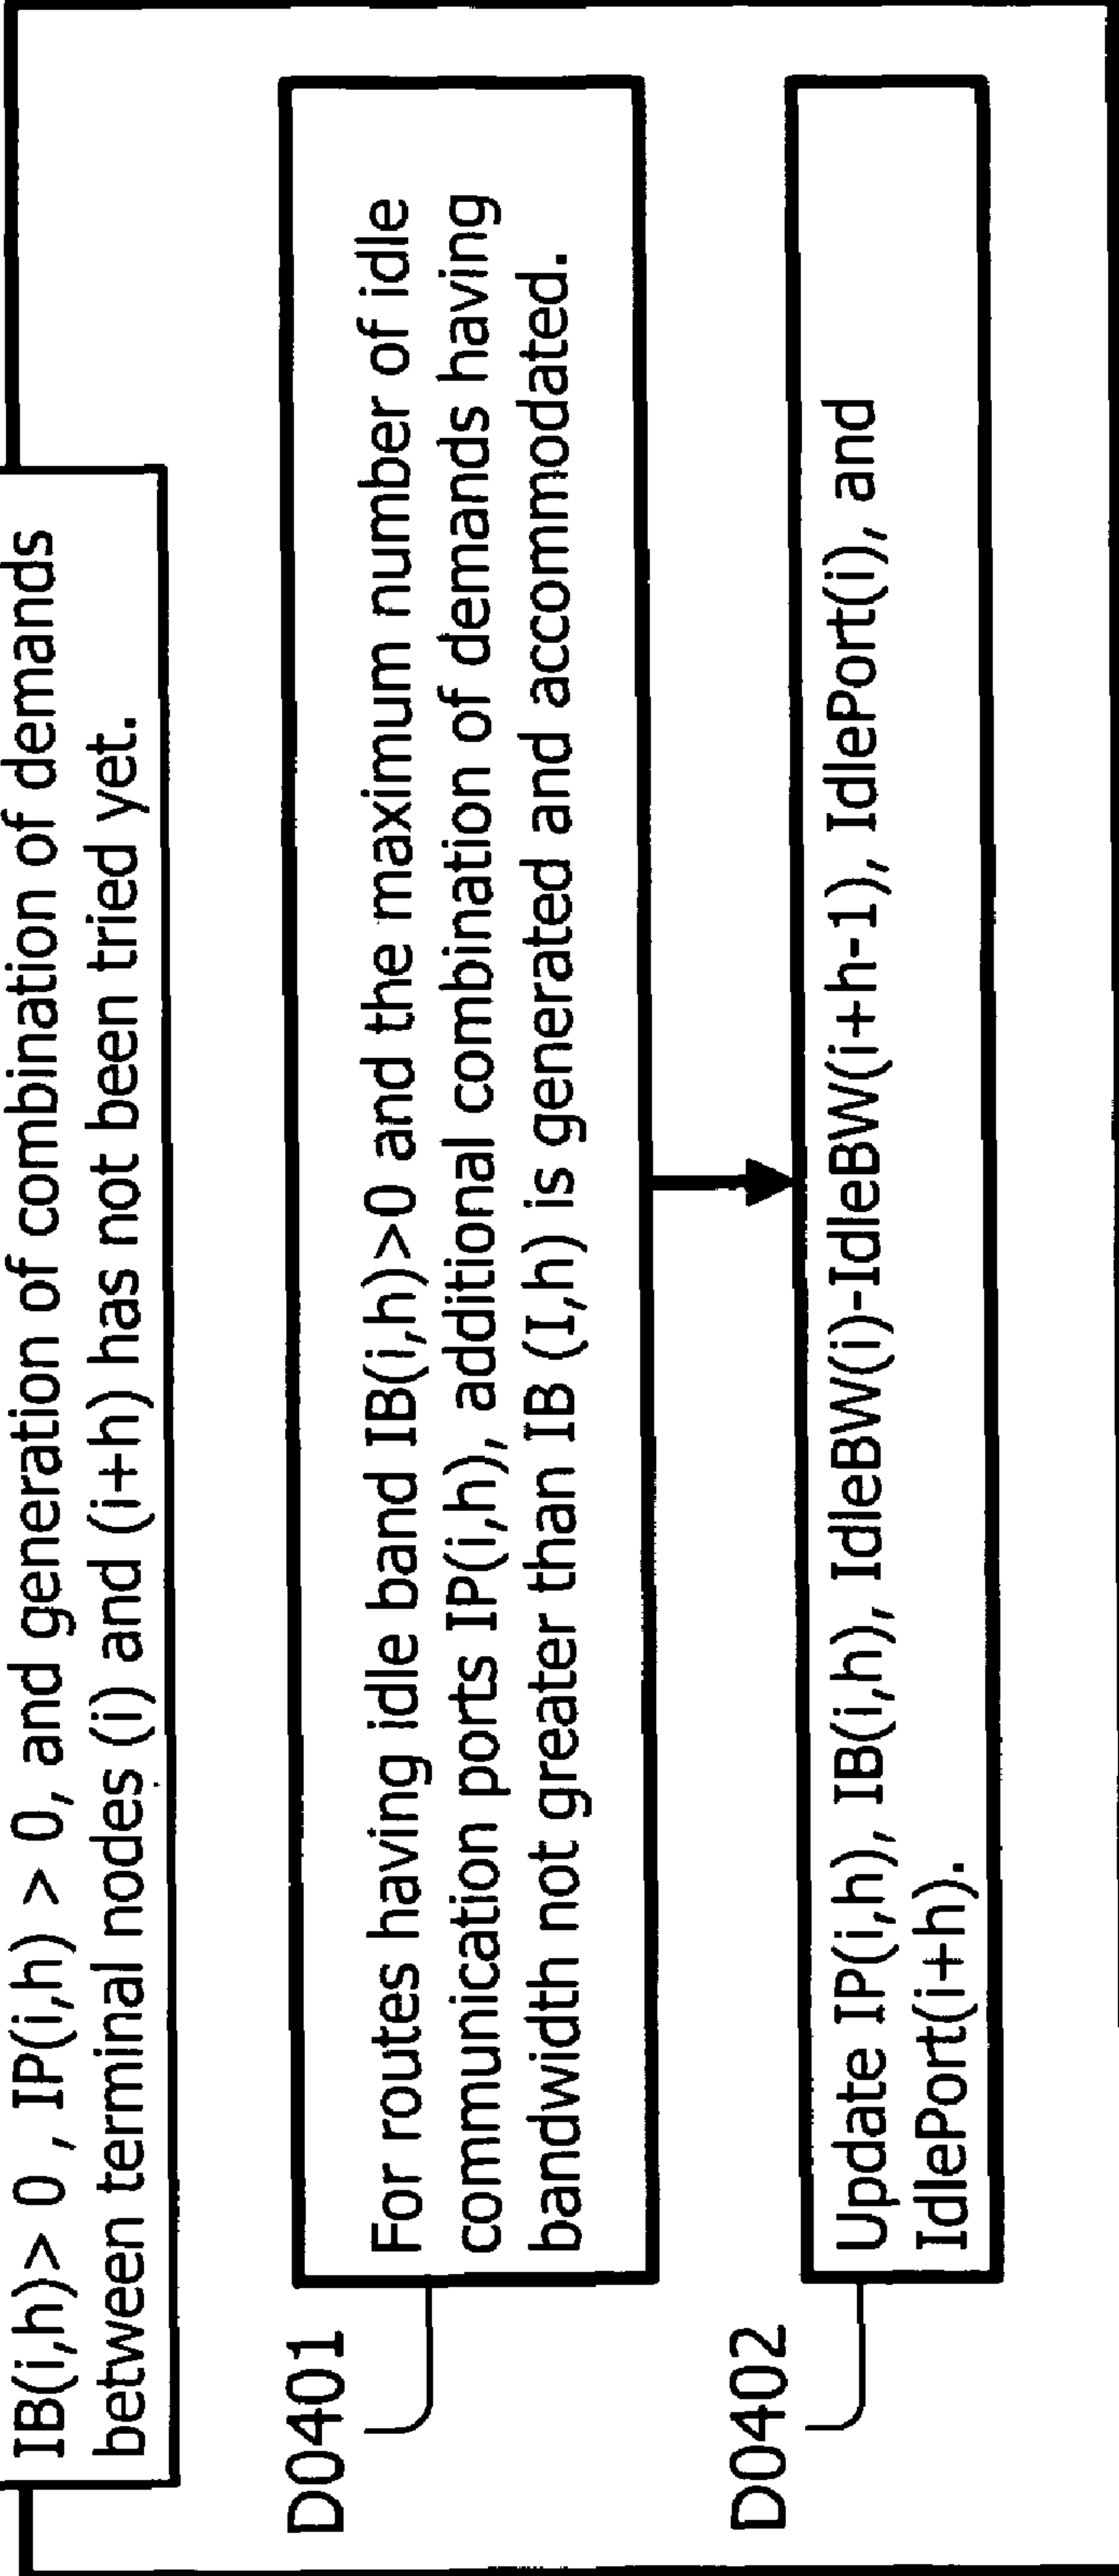 IB(i,h)> 0 , IP(i,h) > 0, and generation of combination of demands
between terminal nodes (i) and (i+h) has not been tried yet.
D0401
For routes having idle band IB(i,h)>0 and the maximum number of idle
communication ports IP(i,h), additional combination of demands having
bandwidth not greater than IB (I,h) is generated and accommodated.
D0402
Update IP(i,h), IB(i,h), IdleBW(i)-IdleBW(i+h-1), IdlePort(i), and
IdlePort(i+h).